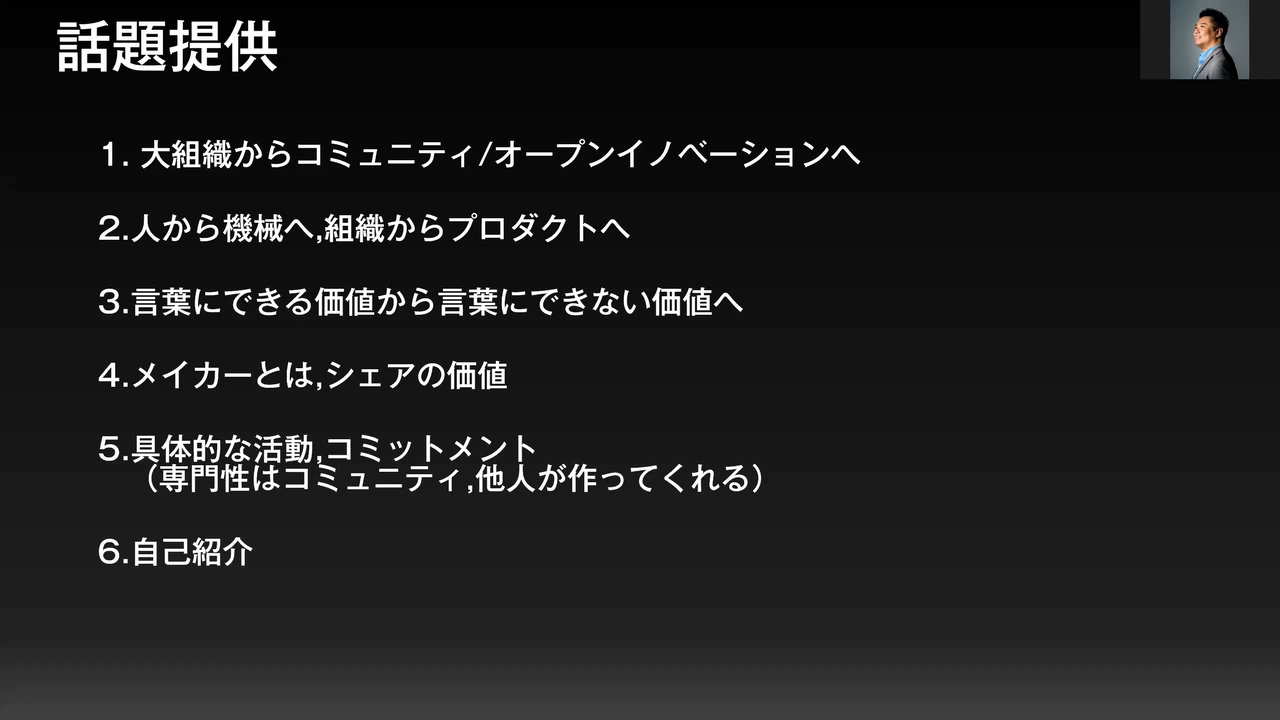 話題提供
1. 大組織からコミュニティ/オープンイノベーションへ
2.人から機械へ,組織からプロダクトへ
3.言葉にできる価値から言葉にできない価値へ
4.メイカーとは,シェアの価値
5.具体的な活動,コミットメント
（専門性はコミュニティ,他人が作ってくれる）
6.自己紹介